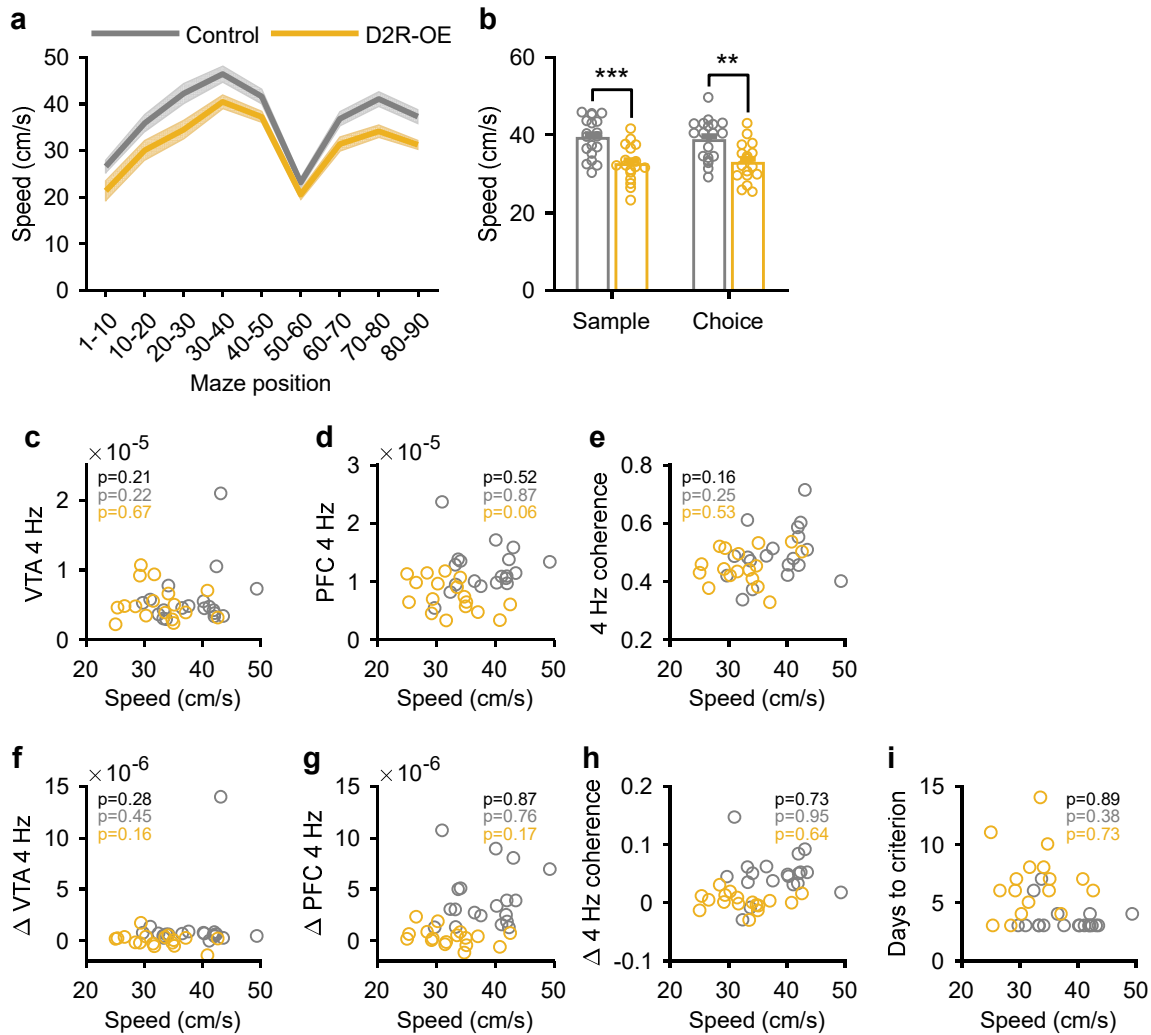 a
Control
D2R-OE
50
40
30
20
10
0
Speed (cm/s)
1-10
10-20
20-30
30-40
40-50
50-60
60-70
70-80
80-90
Maze position
b
60
40
20
0
Speed (cm/s)
***
**
Sample
Choice
c
× 10⁻⁵
p=0.21
p=0.22
p=0.67
2
1
0
VTA 4 Hz
20
30
40
50
Speed (cm/s)
d
× 10⁻⁵
p=0.52
p=0.87
p=0.06
3
2
1
0
PFC 4 Hz
20
30
40
50
Speed (cm/s)
e
p=0.16
p=0.25
p=0.53
0.8
0.6
0.4
0.2
4 Hz coherence
20
30
40
50
Speed (cm/s)
f
× 10⁻⁶
p=0.28
p=0.45
p=0.16
15
10
5
0
Δ VTA 4 Hz
20
30
40
50
Speed (cm/s)
g
× 10⁻⁶
p=0.87
p=0.76
p=0.17
15
10
5
0
Δ PFC 4 Hz
20
30
40
50
Speed (cm/s)
h
p=0.73
p=0.95
p=0.64
0.2
0.1
0
-0.1
Δ 4 Hz coherence
20
30
40
50
Speed (cm/s)
i
p=0.89
p=0.38
p=0.73
15
10
5
0
Days to criterion
20
30
40
50
Speed (cm/s)